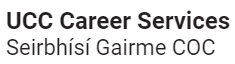 UCC Career Services
Seirbhísí Gairme COC